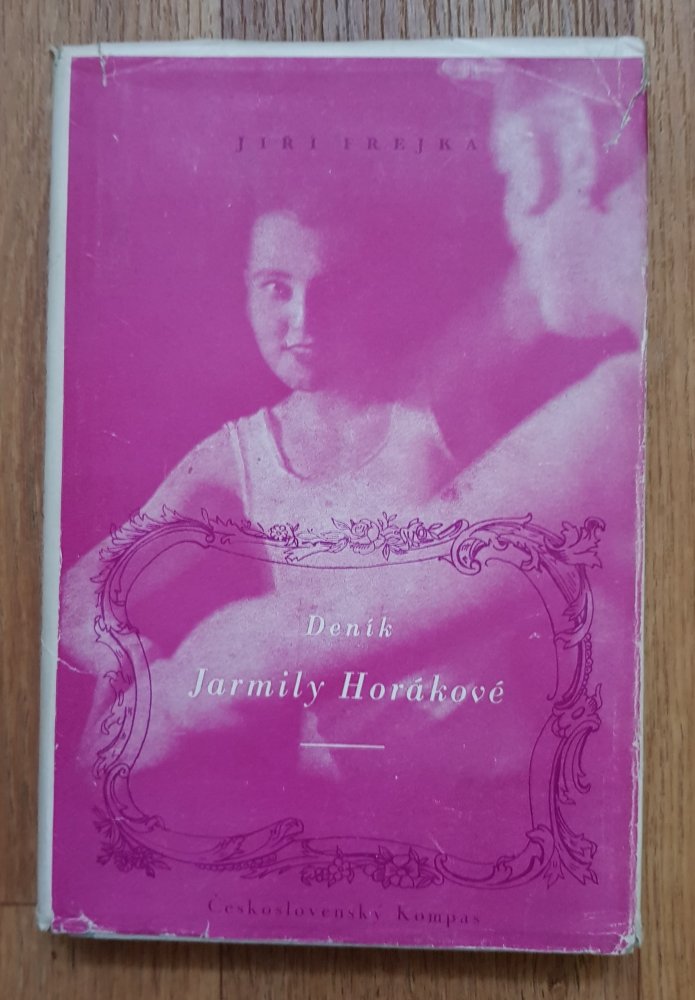 JIŘÍ FREJKA
Deník
Jarmily Horákové
Československý Kompas